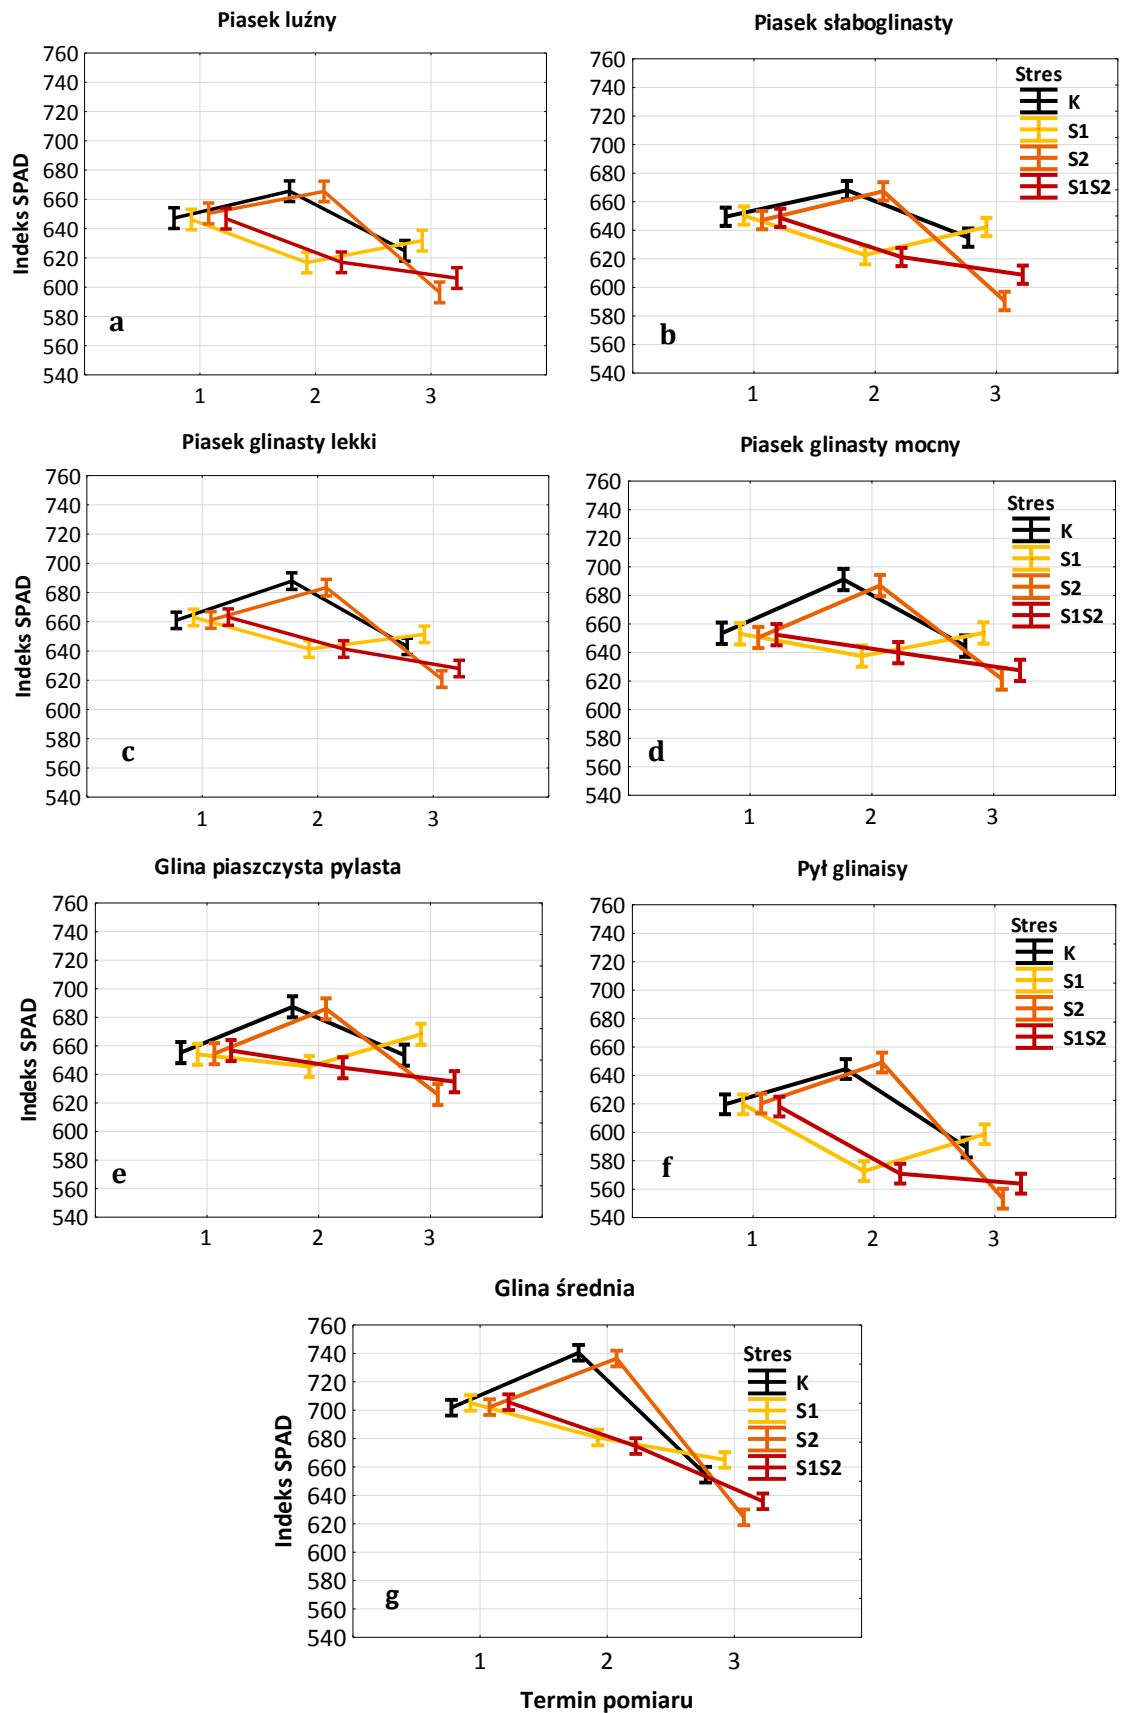 Piasek luźny
760
740
720
700
680
660
640
620
600
580
560
540
Indeks SPAD
a
1 2 3
Piasek słaboglinasty
760
740
720
700
680
660
640
620
600
580
560
540
Stres
K
S1
S2
S1S2
b
1 2 3
Piasek glinasty lekki
760
740
720
700
680
660
640
620
600
580
560
540
Indeks SPAD
c
1 2 3
Piasek glinasty mocny
760
740
720
700
680
660
640
620
600
580
560
540
Stres
K
S1
S2
S1S2
d
1 2 3
Glina piaszczysta pylasta
760
740
720
700
680
660
640
620
600
580
560
540
Indeks SPAD
e
1 2 3
Pył glinaisy
760
740
720
700
680
660
640
620
600
580
560
540
Stres
K
S1
S2
S1S2
f
1 2 3
Glina średnia
760
740
720
700
680
660
640
620
600
580
560
540
Indeks SPAD
Stres
K
S1
S2
S1S2
g
1 2 3
Termin pomiaru